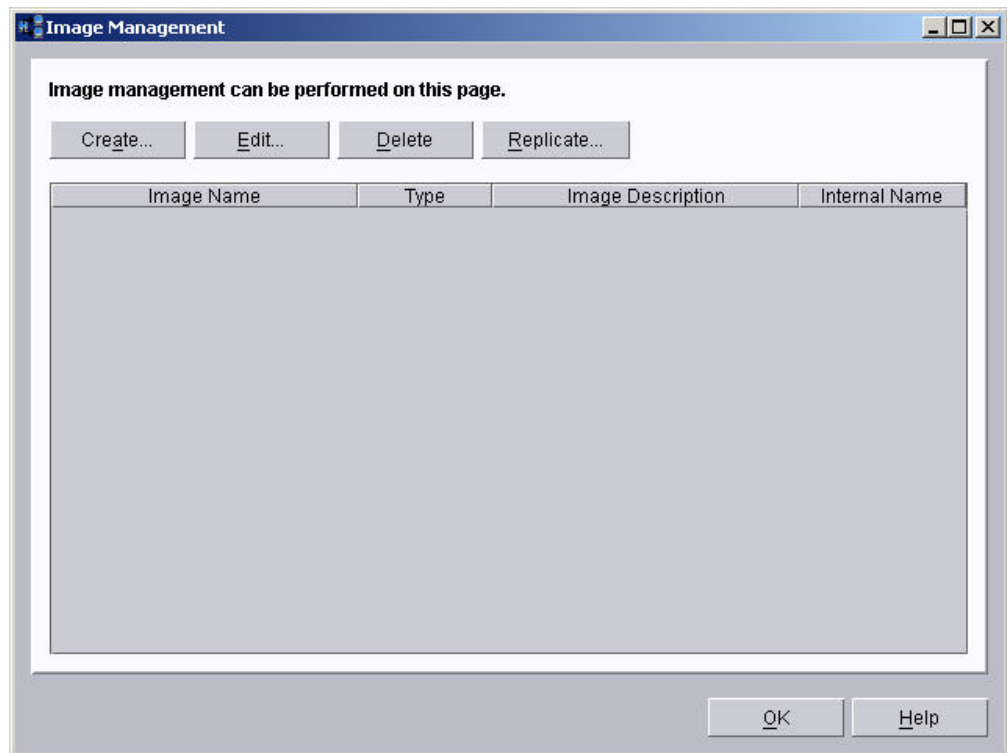 Image Management
Image management can be performed on this page.
Create... Edit... Delete Replicate...
Image Name Type Image Description Internal Name
OK Help